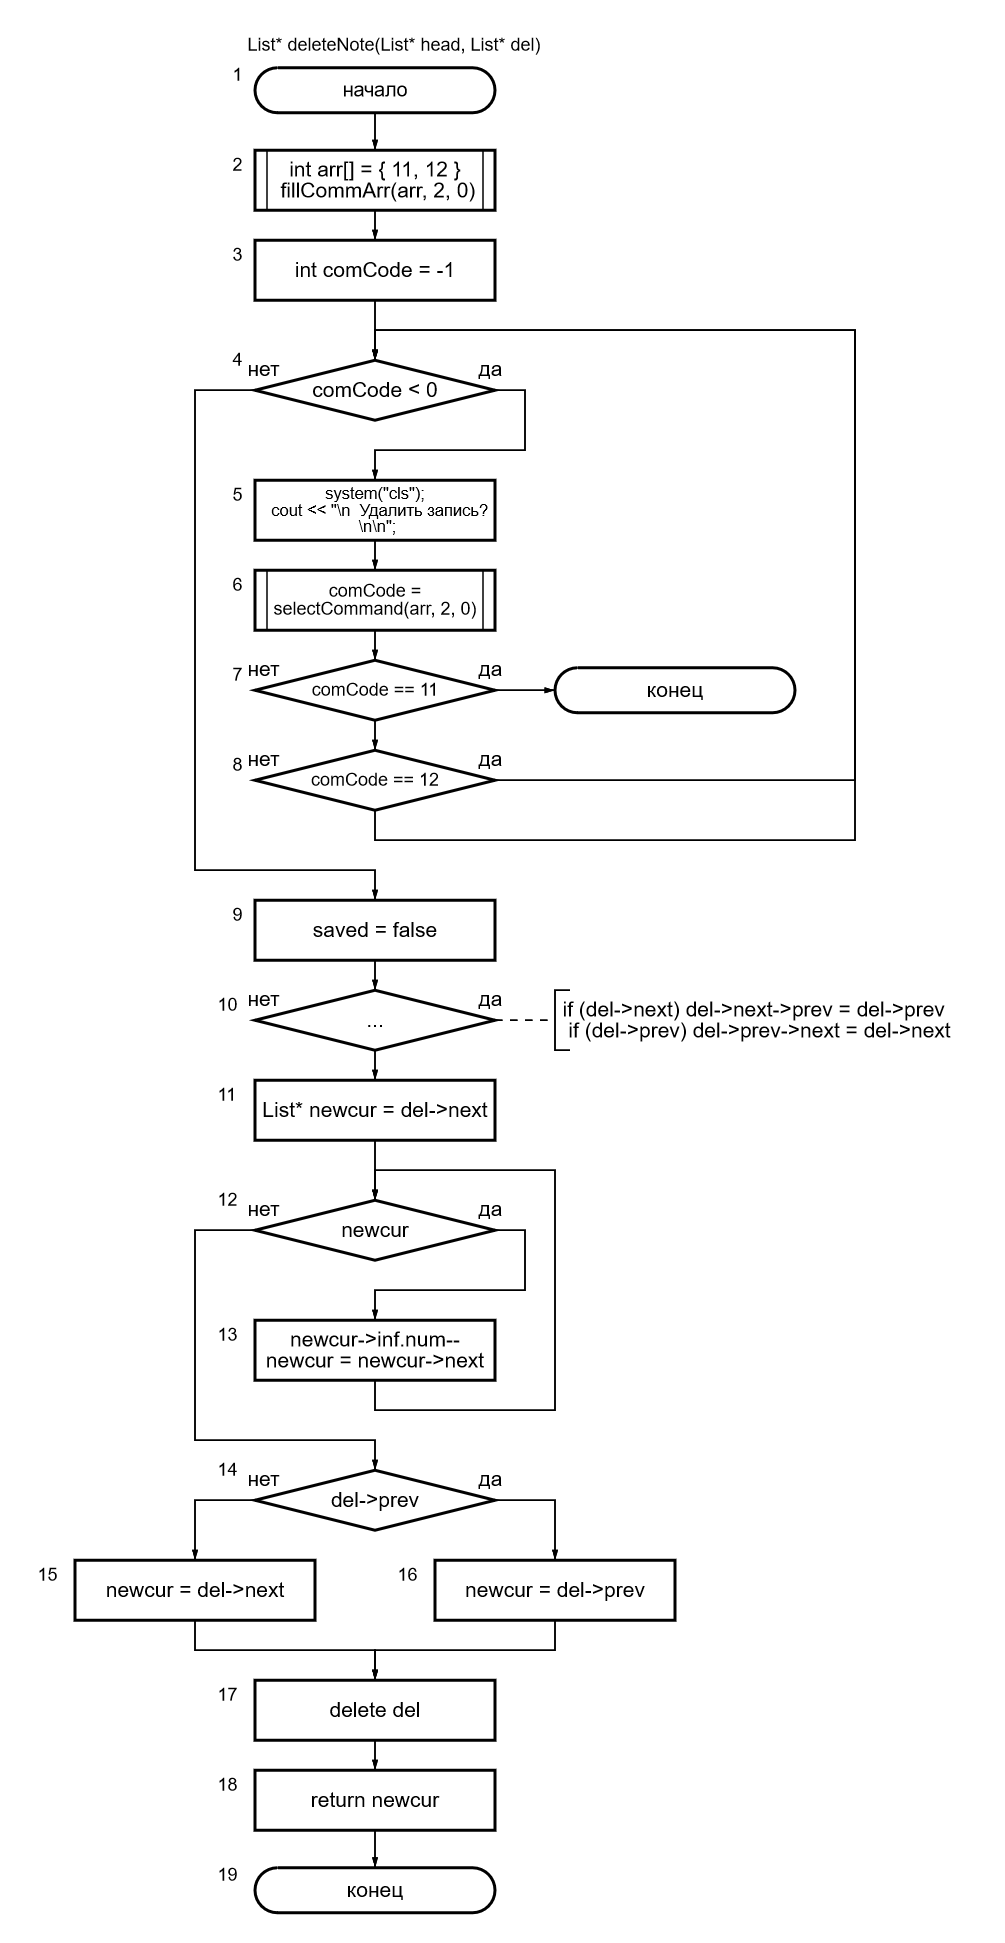 List* deleteNote(List* head, List* del)
1
начало
2
int arr[] = { 11, 12 }
fillCommArr(arr, 2, 0)
3
int comCode = -1
4
нет
да
comCode < 0
5
system("cls");
cout << "\n  Удалить запись?
\n\n";
6
comCode =
selectCommand(arr, 2, 0)
7
нет
да
comCode == 11
конец
8
нет
да
comCode == 12
9
saved = false
10
нет
да
...
if (del->next) del->next->prev = del->prev
if (del->prev) del->prev->next = del->next
11
List* newcur = del->next
12
нет
да
newcur
13
newcur->inf.num--
newcur = newcur->next
14
нет
да
del->prev
15
newcur = del->next
16
newcur = del->prev
17
delete del
18
return newcur
19
конец